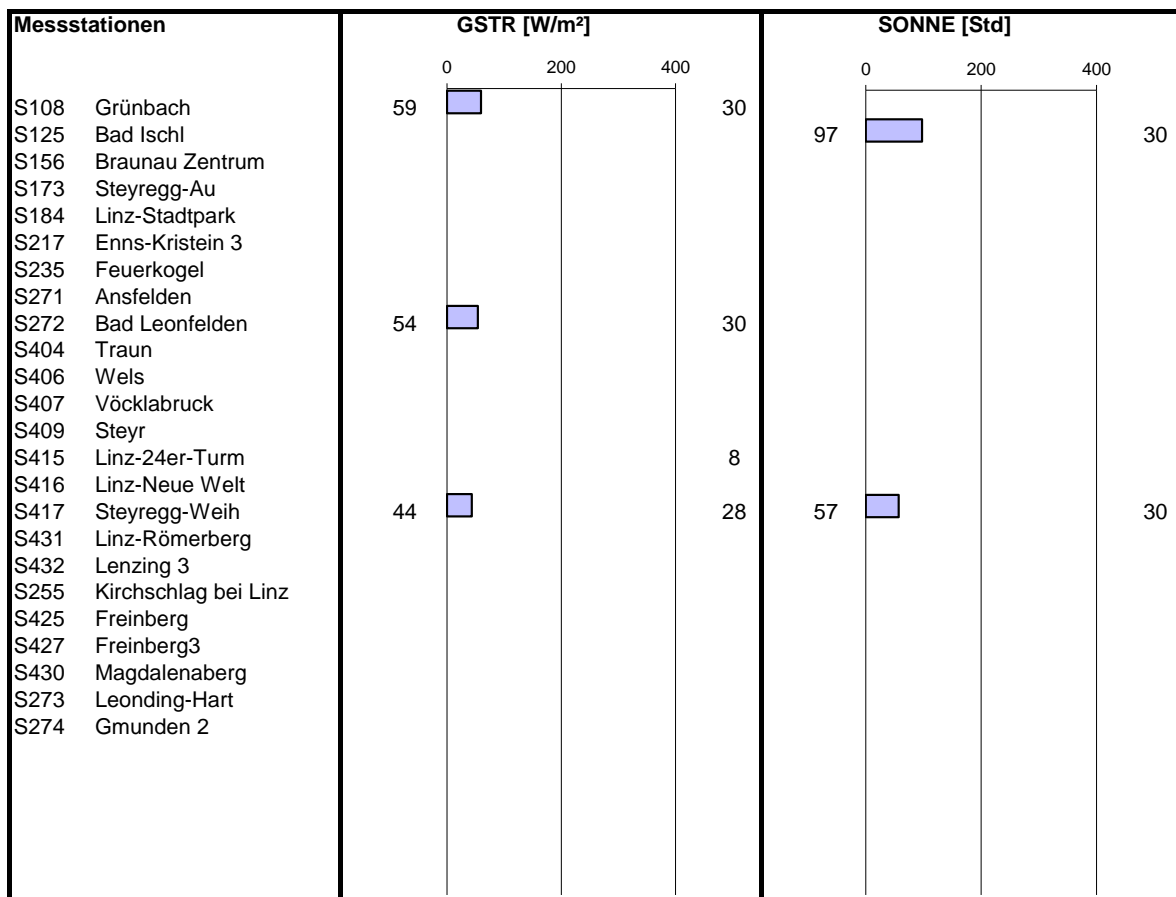 Messstationen GSTR [W/m²] SONNE [Std]
0 200 400 0 200 400
S108 Grünbach 59 30
S125 Bad Ischl 97 30
S156 Braunau Zentrum
S173 Steyregg-Au
S184 Linz-Stadtpark
S217 Enns-Kristein 3
S235 Feuerkogel
S271 Ansfelden
S272 Bad Leonfelden 54 30
S404 Traun
S406 Wels
S407 Vöcklabruck
S409 Steyr
S415 Linz-24er-Turm 8
S416 Linz-Neue Welt
S417 Steyregg-Weih 44 28 57 30
S431 Linz-Römerberg
S432 Lenzing 3
S255 Kirchschlag bei Linz
S425 Freinberg
S427 Freinberg3
S430 Magdalenaberg
S273 Leonding-Hart
S274 Gmunden 2